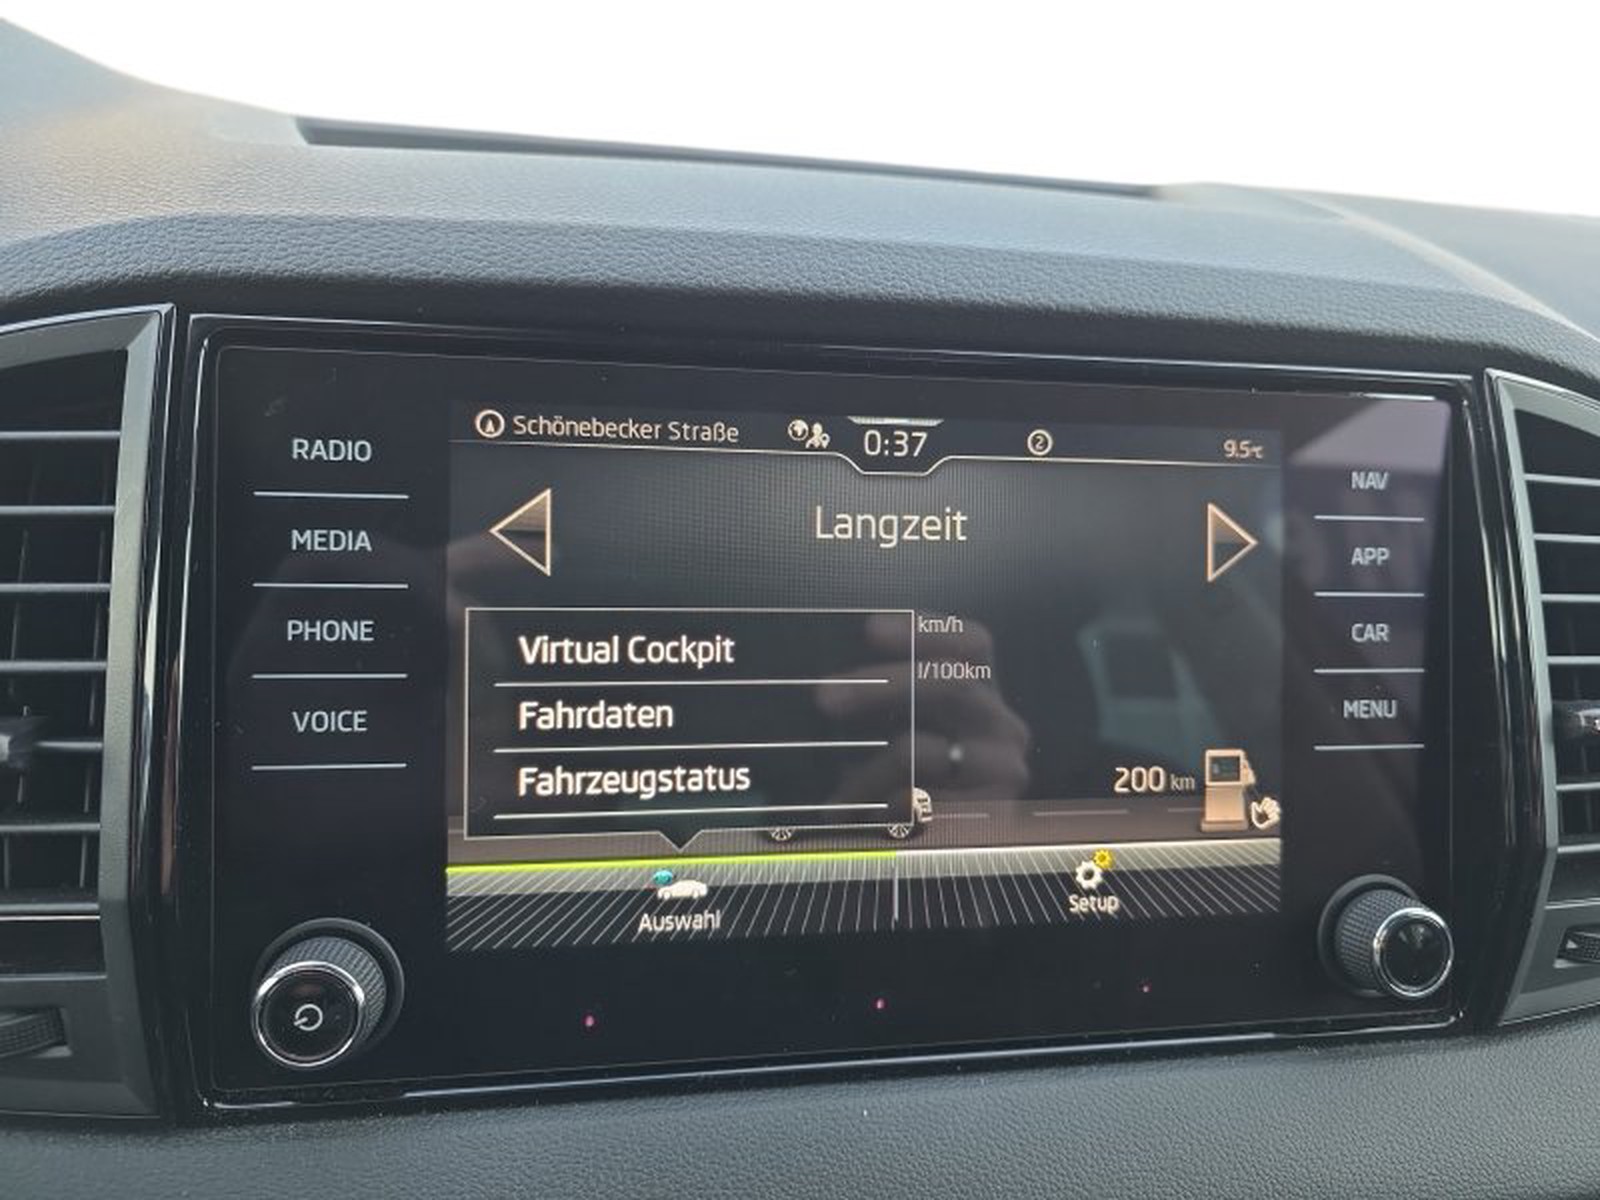 RADIO
MEDIA
PHONE
VOICE
Schönebecker Straße
0:37
2
9.5°C
Langzeit
Virtual Cockpit
Fahrdaten
Fahrzeugstatus
km/h
l/100km
200 km
Auswahl
Setup
NAV
APP
CAR
MENU